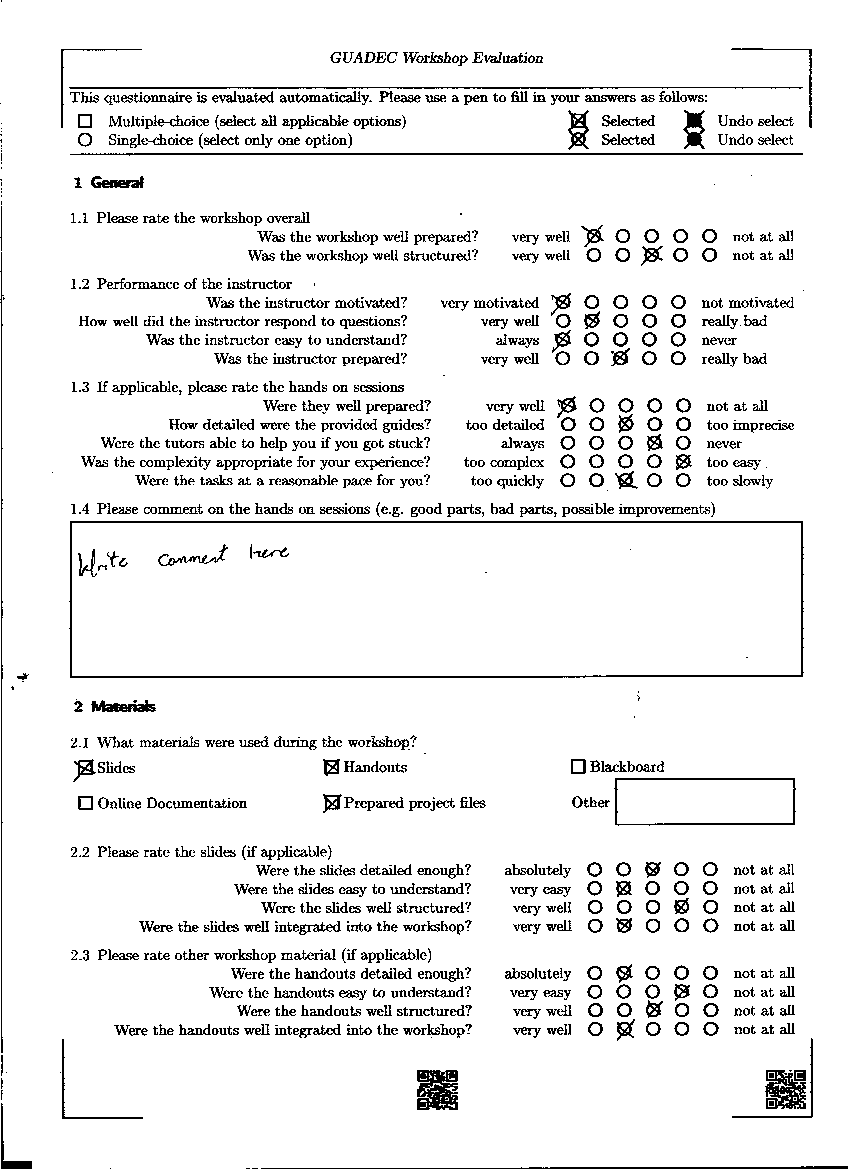 GUADEC Workshop Evaluation
This questionnaire is evaluated automatically. Please use a pen to fill in your answers as follows:
Multiple-choice (select all applicable options) Selected Undo select
Single-choice (select only one option) Selected Undo select
1 General
1.1 Please rate the workshop overall
Was the workshop well prepared? very well not at all
Was the workshop well structured? very well not at all
1.2 Performance of the instructor
Was the instructor motivated? very motivated not motivated
How well did the instructor respond to questions? very well really bad
Was the instructor easy to understand? always never
Was the instructor prepared? very well really bad
1.3 If applicable, please rate the hands on sessions
Were they well prepared? very well not at all
How detailed were the provided guides? too detailed too imprecise
Were the tutors able to help you if you got stuck? always never
Was the complexity appropriate for your experience? too complex too easy
Were the tasks at a reasonable pace for you? too quickly too slowly
1.4 Please comment on the hands on sessions (e.g. good parts, bad parts, possible improvements)
Write comment here
2 Materials
2.1 What materials were used during the workshop?
Slides Handouts Blackboard
Online Documentation Prepared project files Other
2.2 Please rate the slides (if applicable)
Were the slides detailed enough? absolutely not at all
Were the slides easy to understand? very easy not at all
Were the slides well structured? very well not at all
Were the slides well integrated into the workshop? very well not at all
2.3 Please rate other workshop material (if applicable)
Were the handouts detailed enough? absolutely not at all
Were the handouts easy to understand? very easy not at all
Were the handouts well structured? very well not at all
Were the handouts well integrated into the workshop? very well not at all